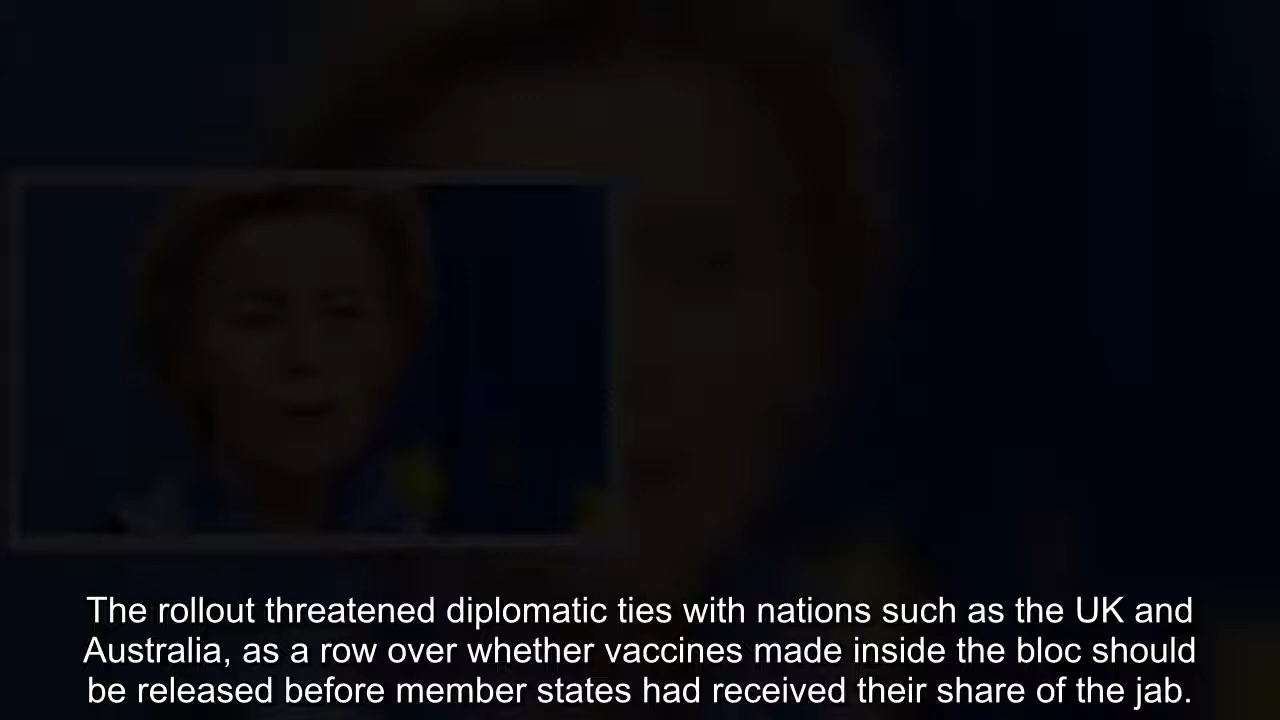 The rollout threatened diplomatic ties with nations such as the UK and
Australia, as a row over whether vaccines made inside the bloc should
be released before member states had received their share of the jab.